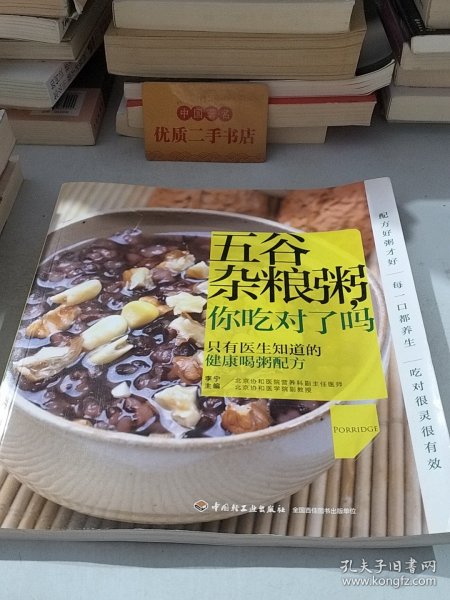 中国書店
优质二手书店
五谷
杂粮粥,
你吃对了吗
只有医生知道的
健康喝粥配方
李宁 北京协和医院营养科副主任医师
主编 北京协和医学院副教授
PORRIDGE
配方好粥才好 | 每一口都养生 | 吃对很灵很有效
中国轻工业出版社 全国百佳图书出版单位
孔夫子旧书网
www.kongfz.com